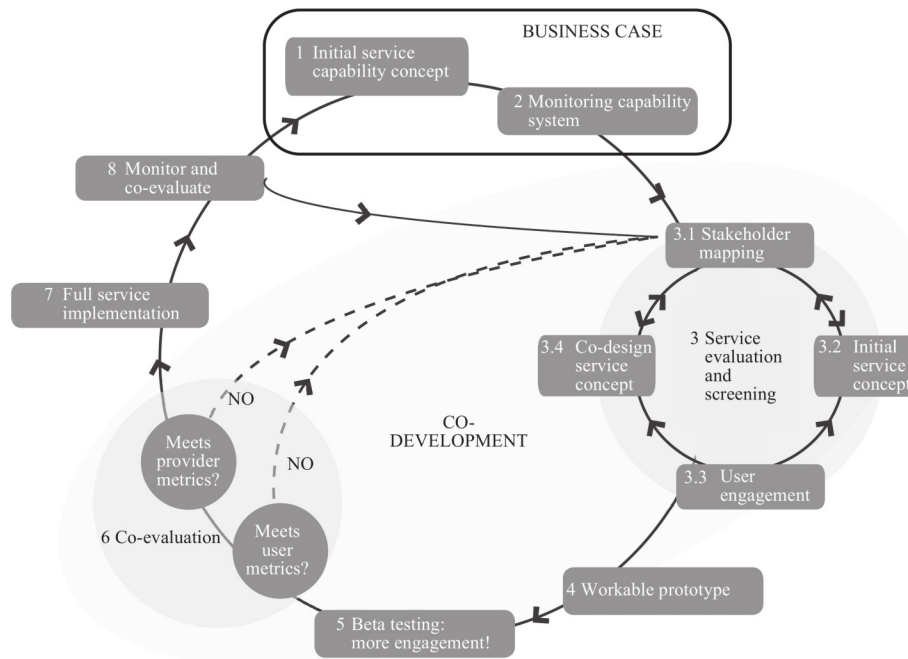 BUSINESS CASE
1 Initial service
capability concept
2 Monitoring capability
system
8 Monitor and
co-evaluate
3.1 Stakeholder
mapping
7 Full service
implementation
3.4 Co-design
service
concept
3 Service
evaluation
and
screening
3.2 Initial
service
concept
NO
CO-
DEVELOPMENT
Meets
provider
metrics?
NO
3.3 User
engagement
6 Co-evaluation
Meets
user
metrics?
4 Workable prototype
5 Beta testing:
more engagement!